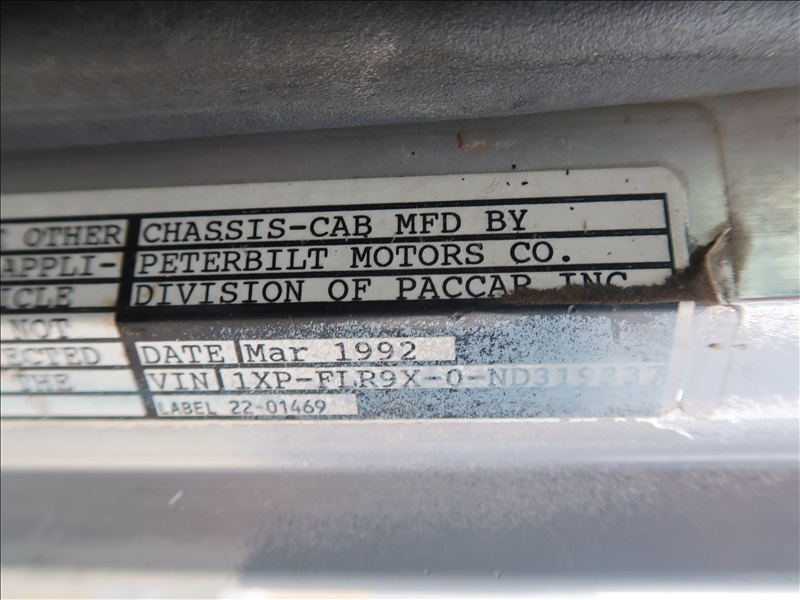 T OTHER CHASSIS-CAB MFD BY
APPLI- PETERBILT MOTORS CO.
ICLE DIVISION OF PACCAR INC
NOT
ECTED DATE Mar 1992
THE VIN 1XP-FLR9X-0-ND319337
LABEL 22-01469